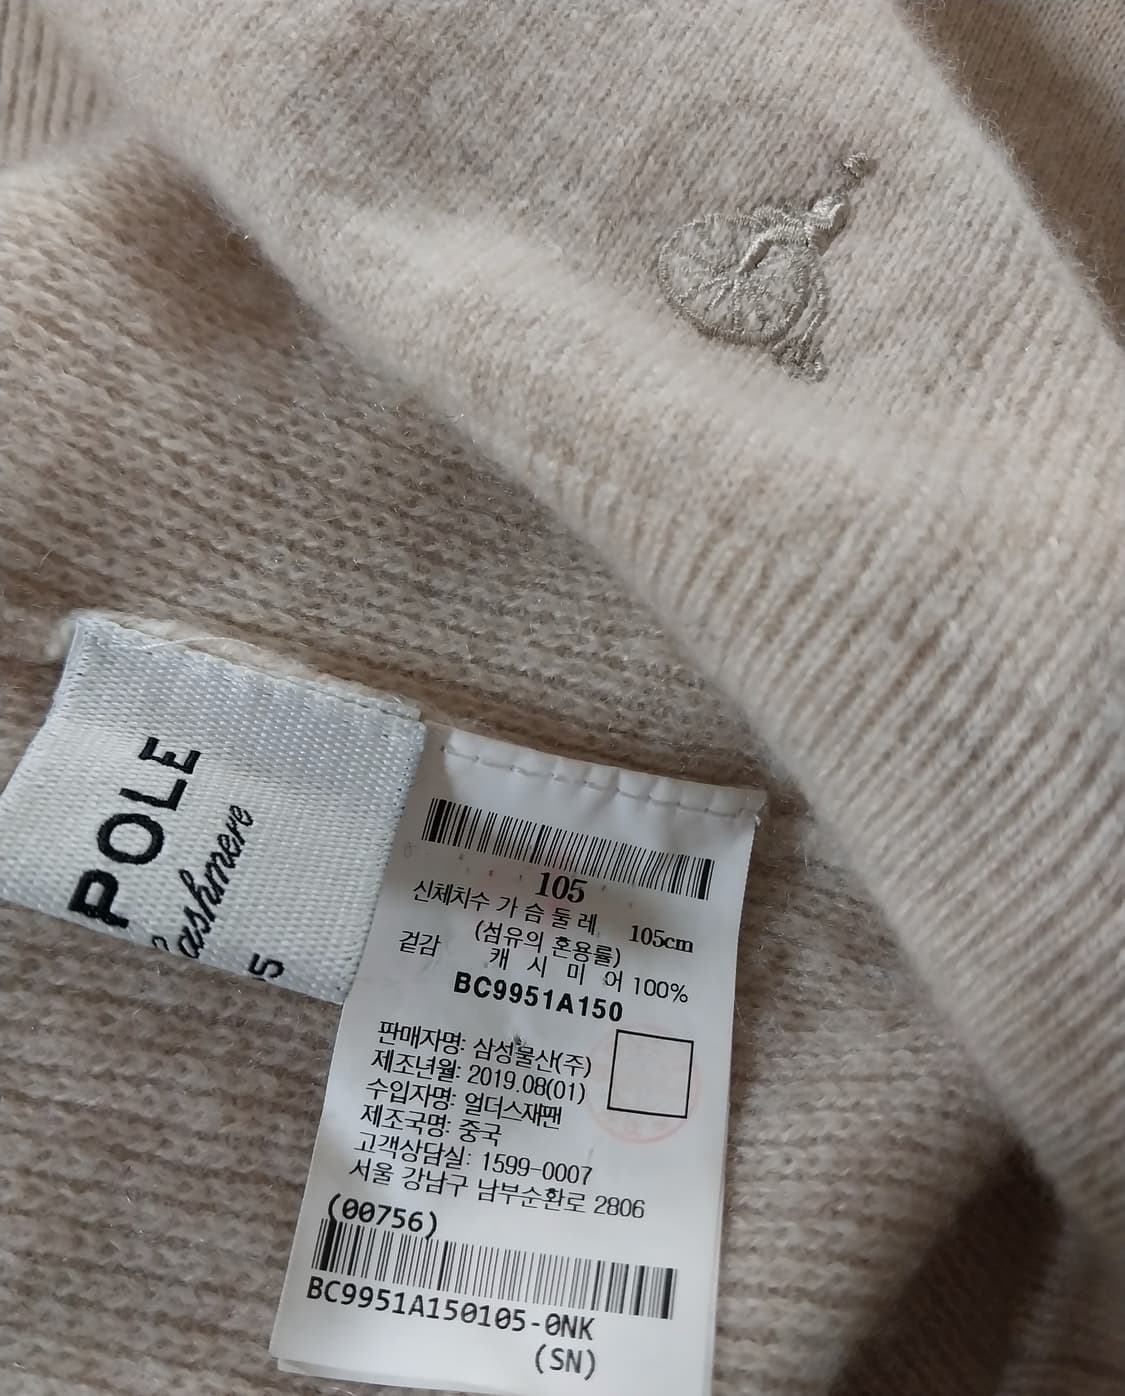 POLE
ashmere
105
신체치수 가슴둘레 105cm
(섬유의 혼용률)
겉감 캐시미어 100%
BC9951A150
판매자명: 삼성물산(주)
제조년월: 2019.08(01)
수입자명: 얼더스재팬
제조국명: 중국
고객상담실: 1599-0007
서울 강남구 남부순환로 2806
(00756)
BC9951A150105-0NK
(SN)